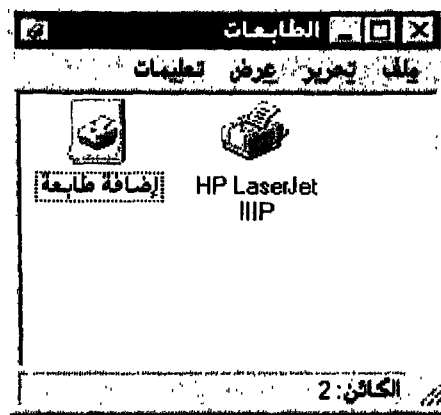 الطابعات
ملف تحرير عرض تعليمات
إضافة طابعة
HP LaserJet
IIIP
الكائن: 2